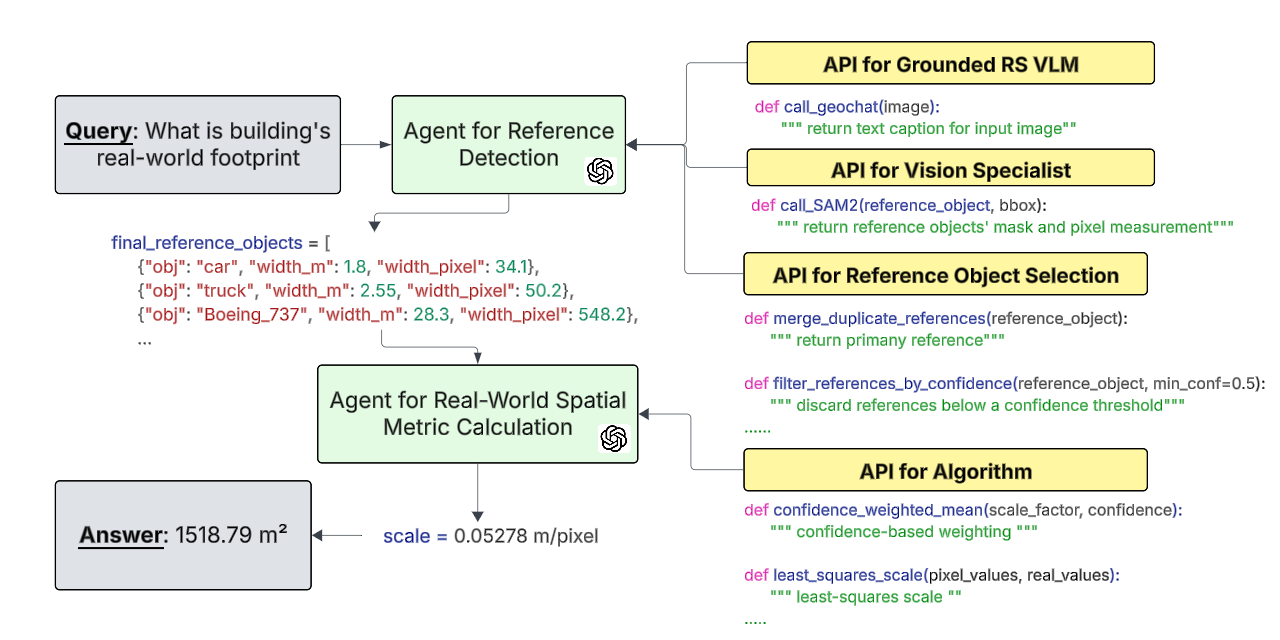 Query: What is building's
real-world footprint
Agent for Reference
Detection
final_reference_objects = [
{"obj": "car", "width_m": 1.8, "width_pixel": 34.1},
{"obj": "truck", "width_m": 2.55, "width_pixel": 50.2},
{"obj": "Boeing_737", "width_m": 28.3, "width_pixel": 548.2},
...
Agent for Real-World Spatial
Metric Calculation
scale = 0.05278 m/pixel
Answer: 1518.79 m²
API for Grounded RS VLM
def call_geochat(image):
""" return text caption for input image""
API for Vision Specialist
def call_SAM2(reference_object, bbox):
""" return reference objects' mask and pixel measurement"""
API for Reference Object Selection
def merge_duplicate_references(reference_object):
""" return primany reference"""
def filter_references_by_confidence(reference_object, min_conf=0.5):
""" discard references below a confidence threshold"""
......
API for Algorithm
def confidence_weighted_mean(scale_factor, confidence):
""" confidence-based weighting """
def least_squares_scale(pixel_values, real_values):
""" least-squares scale ""
.....